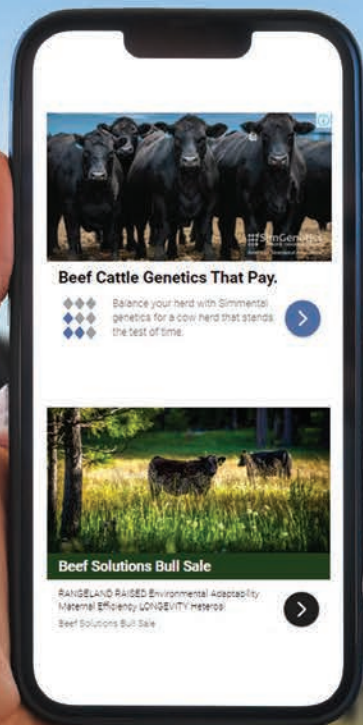 SimGenetics
Beef Cattle Genetics That Pay.
Balance your herd with Simmental
genetics for a cow herd that stands
the test of time.
Beef Solutions Bull Sale
RANGELAND RAISED Environmental Adaptability
Maternal Efficiency LONGEVITY Heterosi
Beef Solutions Bull Sale